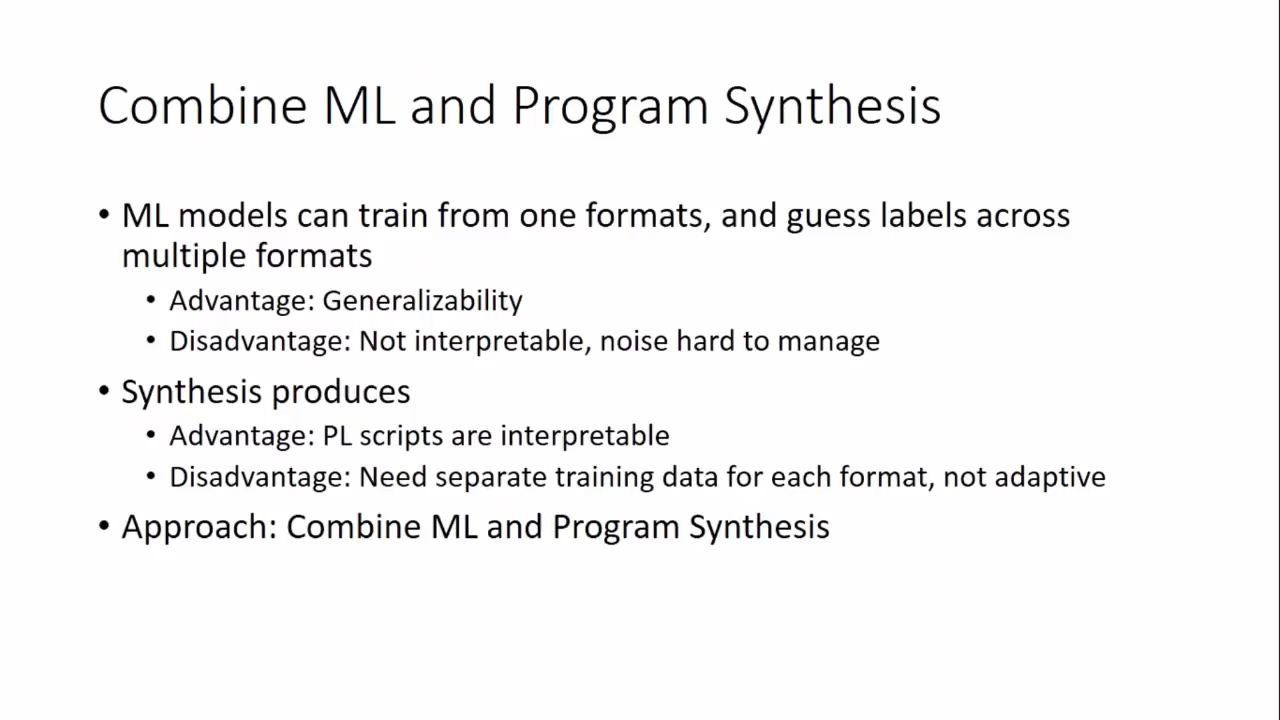 Combine ML and Program Synthesis
• ML models can train from one formats, and guess labels across
multiple formats
• Advantage: Generalizability
• Disadvantage: Not interpretable, noise hard to manage
• Synthesis produces
• Advantage: PL scripts are interpretable
• Disadvantage: Need separate training data for each format, not adaptive
• Approach: Combine ML and Program Synthesis